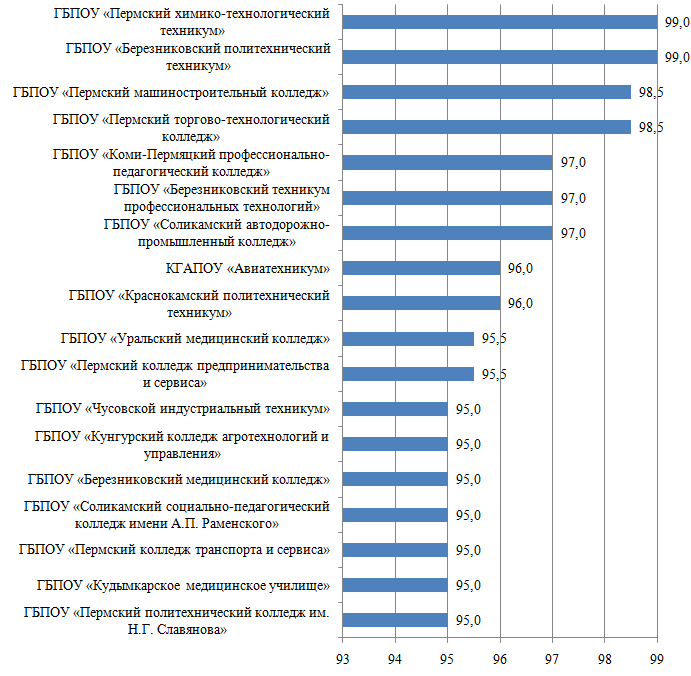 ГБПОУ «Пермский химико-технологический
техникум»
99,0
ГБПОУ «Березниковский политехнический
техникум»
99,0
ГБПОУ «Пермский машиностроительный колледж»
98,5
ГБПОУ «Пермский торгово-технологический
колледж»
98,5
ГБПОУ «Коми-Пермяцкий профессионально-
педагогический колледж»
97,0
ГБПОУ «Березниковский техникум
профессиональных технологий»
97,0
ГБПОУ «Соликамский автодорожно-
промышленный колледж»
97,0
КГАПОУ «Авиатехникум»
96,0
ГБПОУ «Краснокамский политехнический
техникум»
96,0
ГБПОУ «Уральский медицинский колледж»
95,5
ГБПОУ «Пермский колледж предпринимательства
и сервиса»
95,5
ГБПОУ «Чусовской индустриальный техникум»
95,0
ГБПОУ «Кунгурский колледж агротехнологий и
управления»
95,0
ГБПОУ «Березниковский медицинский колледж»
95,0
ГБПОУ «Соликамский социально-педагогический
колледж имени А.П. Раменского»
95,0
ГБПОУ «Пермский колледж транспорта и сервиса»
95,0
ГБПОУ «Кудымкарское медицинское училище»
95,0
ГБПОУ «Пермский политехнический колледж им.
Н.Г. Славянова»
95,0
93 94 95 96 97 98 99